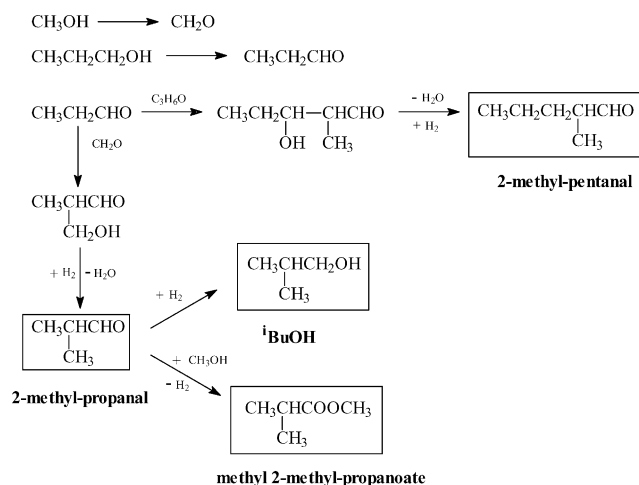 CH₃OH CH₂O
CH₃CH₂CH₂OH CH₃CH₂CHO
CH₃CH₂CHO C₃H₆O CH₃CH₂CH—CHCHO - H₂O + H₂ CH₃CH₂CH₂CHCHO
OH CH₃ CH₃
CH₂O
2-methyl-pentanal
CH₃CHCHO
CH₂OH
+ H₂ - H₂O
+ H₂ CH₃CHCH₂OH
CH₃
ⁱBuOH
CH₃CHCHO
CH₃
2-methyl-propanal
+ CH₃OH
- H₂
CH₃CHCOOCH₃
CH₃
methyl 2-methyl-propanoate